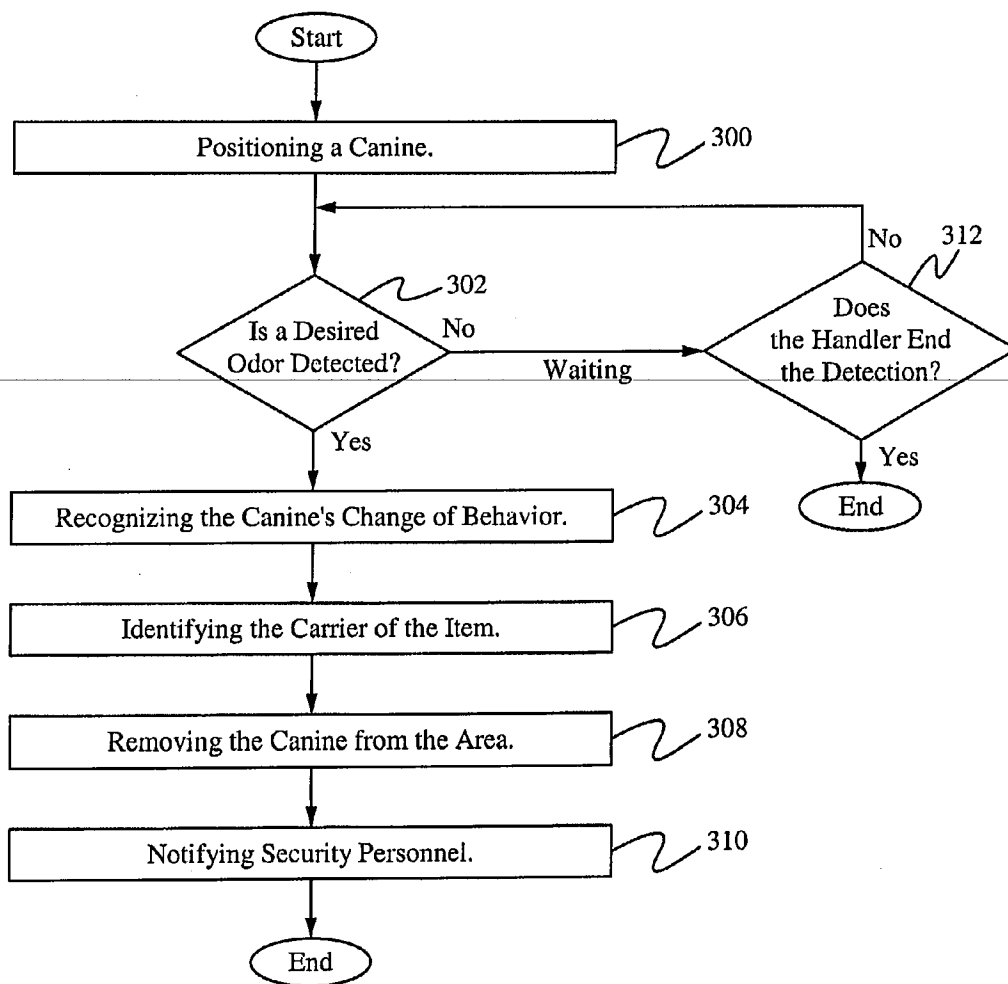 Start
Positioning a Canine.
300
No
312
302
Is a Desired
Odor Detected?
No
Waiting
Does
the Handler End
the Detection?
Yes
Yes
End
Recognizing the Canine's Change of Behavior.
304
Identifying the Carrier of the Item.
306
Removing the Canine from the Area.
308
Notifying Security Personnel.
310
End